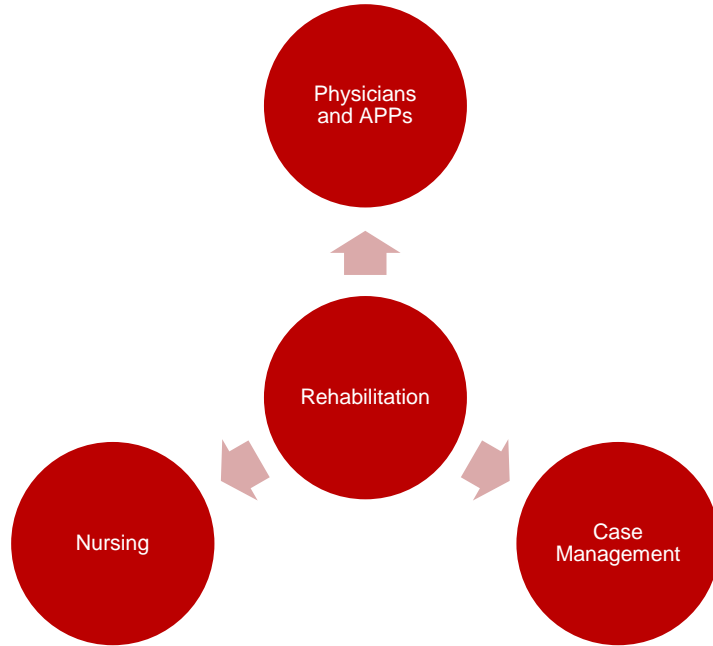 Physicians
and APPs
Rehabilitation
Nursing
Case
Management